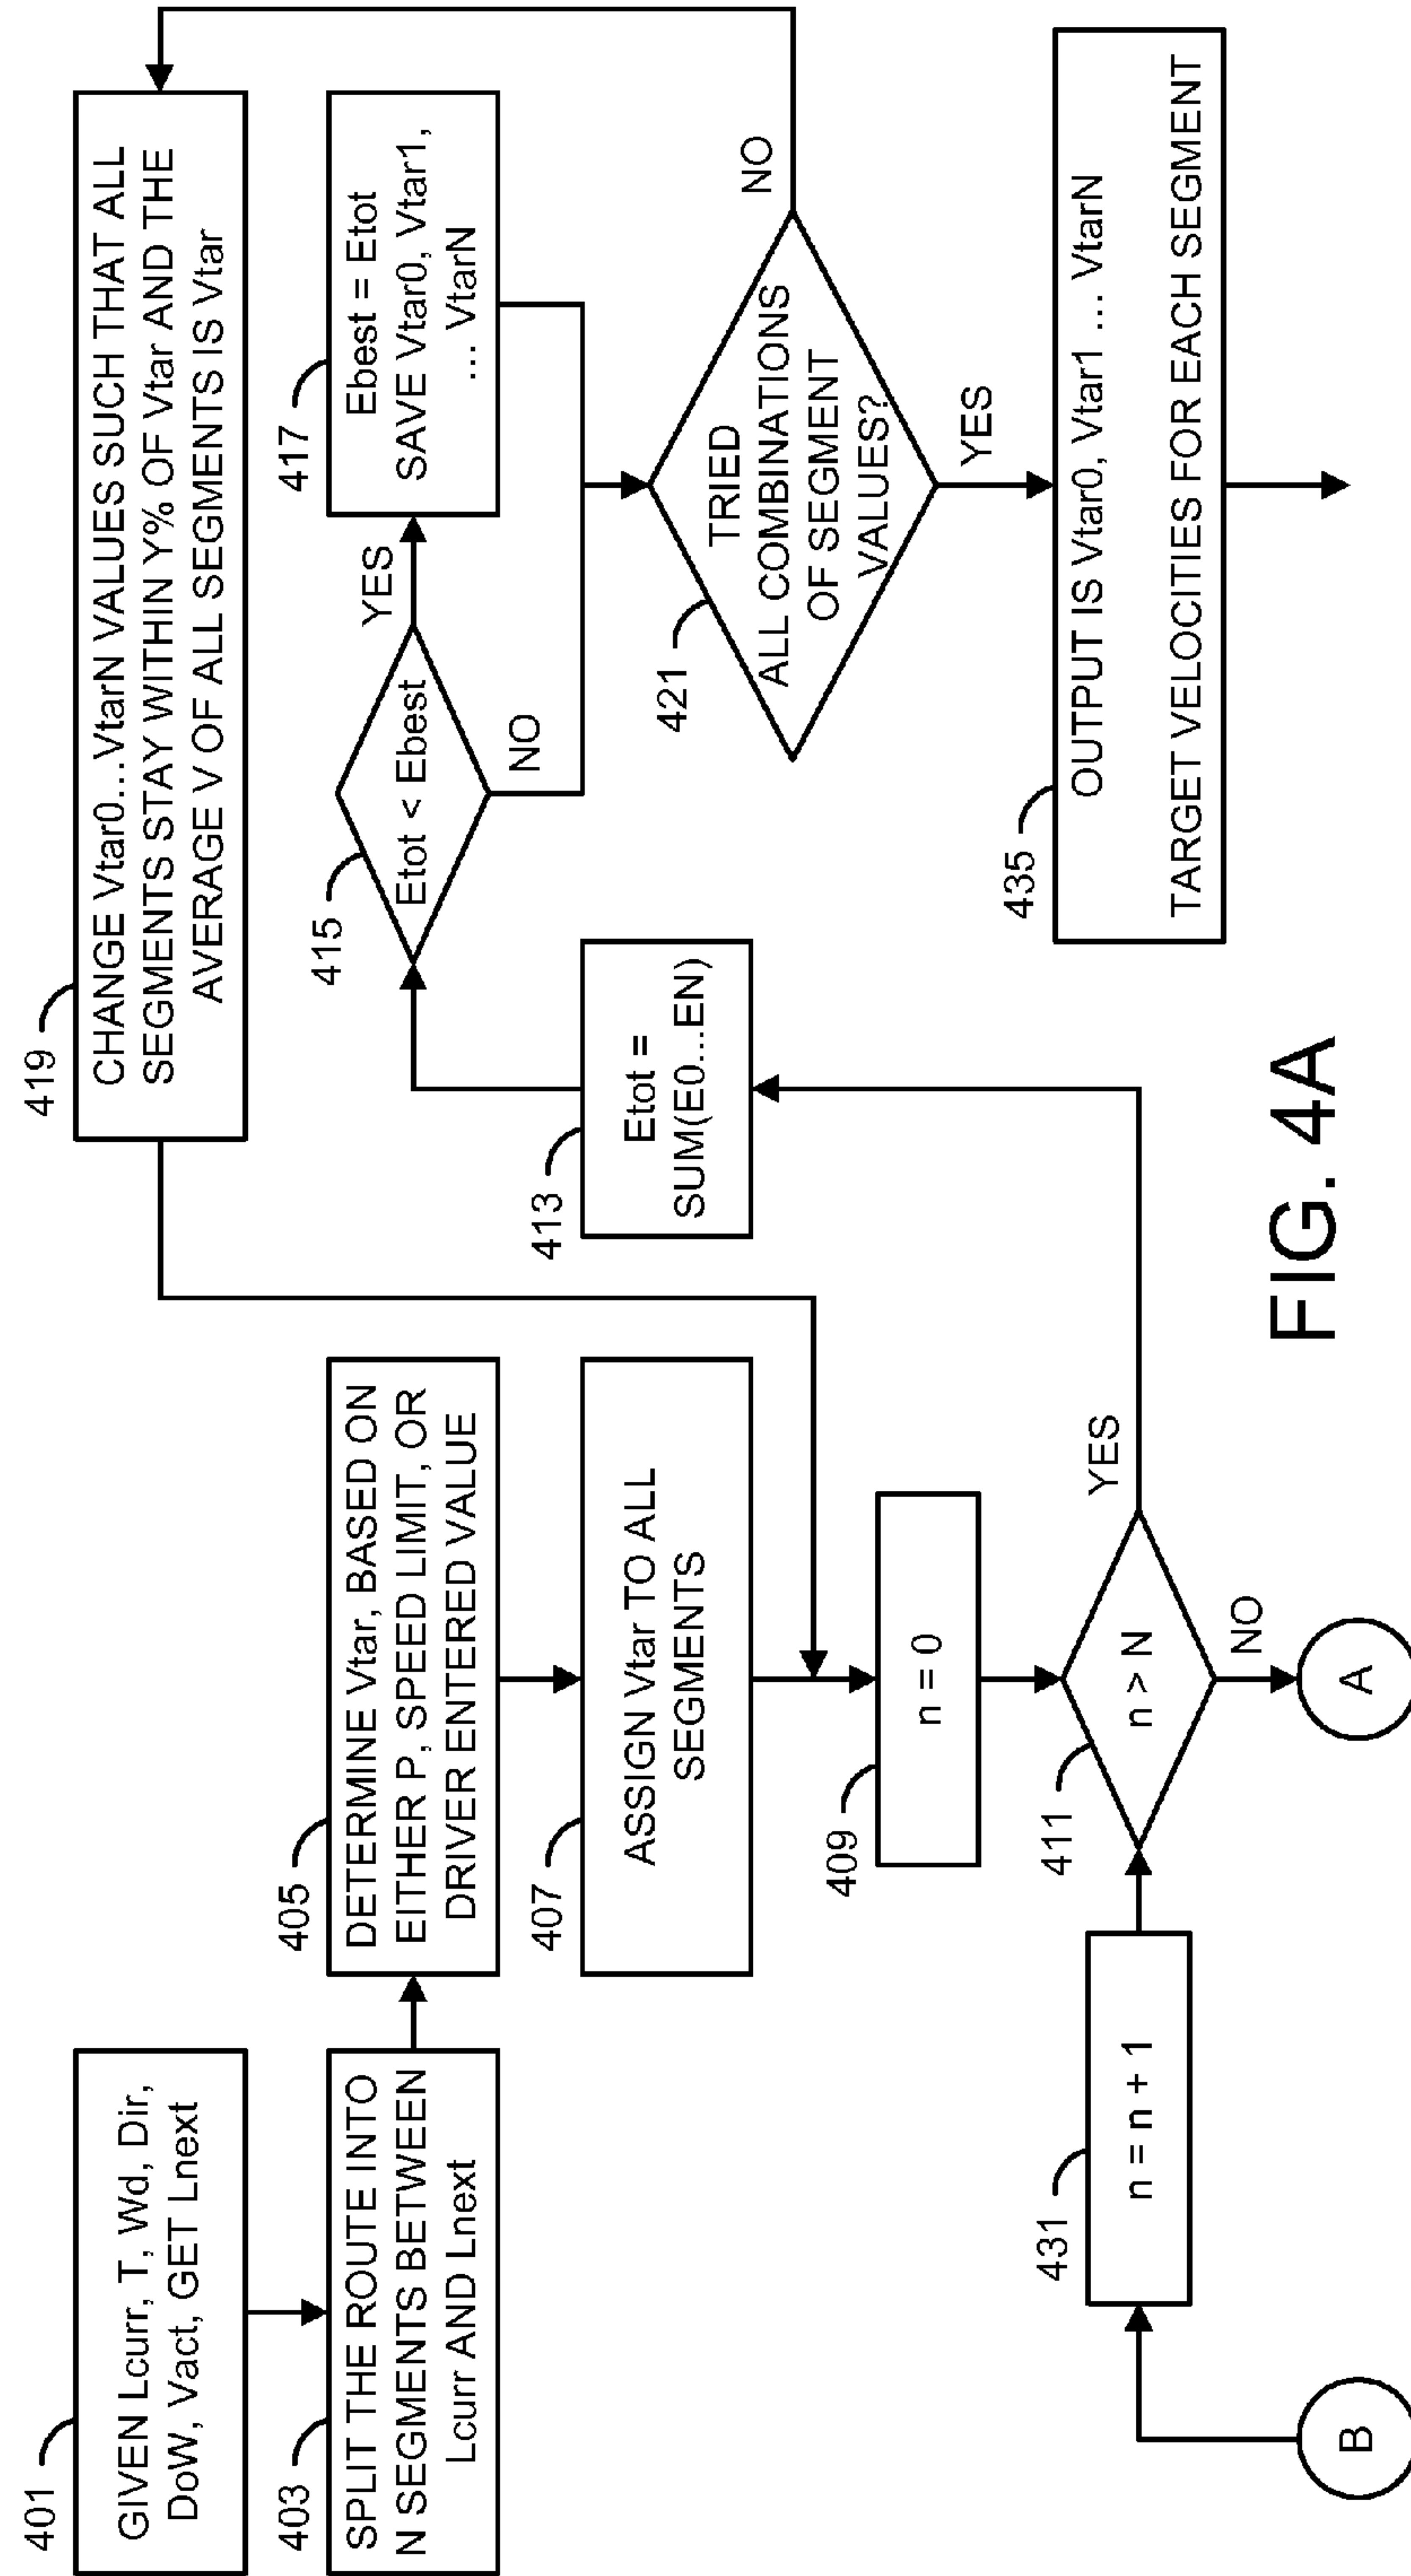 401
GIVEN Lcurr, T, Wd, Dir,
DoW, Vact, GET Lnext
403
SPLIT THE ROUTE INTO
N SEGMENTS BETWEEN
Lcurr AND Lnext
405
DETERMINE Vtar, BASED ON
EITHER P, SPEED LIMIT, OR
DRIVER ENTERED VALUE
407
ASSIGN Vtar TO ALL
SEGMENTS
409
n = 0
411
n > N
YES
NO
A
B
431
n = n + 1
413
Etot =
SUM(E0...EN)
415
Etot < Ebest
YES
NO
417
Ebest = Etot
SAVE Vtar0, Vtar1,
... VtarN
419
CHANGE Vtar0...VtarN VALUES SUCH THAT ALL
SEGMENTS STAY WITHIN Y% OF Vtar AND THE
AVERAGE V OF ALL SEGMENTS IS Vtar
421
TRIED
ALL COMBINATIONS
OF SEGMENT
VALUES?
NO
YES
435
OUTPUT IS Vtar0, Vtar1 ... VtarN
TARGET VELOCITIES FOR EACH SEGMENT
FIG. 4A